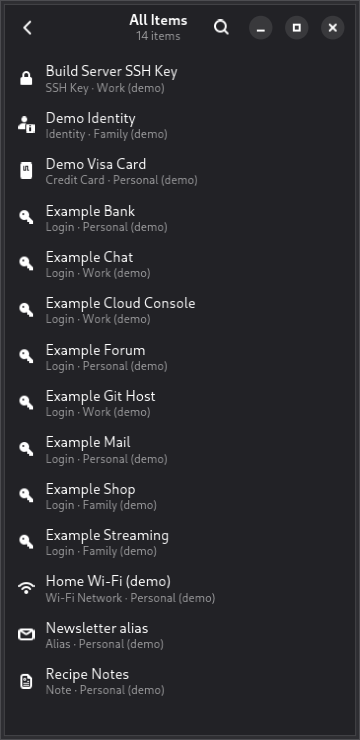 All Items
14 items
Build Server SSH Key
SSH Key · Work (demo)
Demo Identity
Identity · Family (demo)
Demo Visa Card
Credit Card · Personal (demo)
Example Bank
Login · Personal (demo)
Example Chat
Login · Work (demo)
Example Cloud Console
Login · Work (demo)
Example Forum
Login · Personal (demo)
Example Git Host
Login · Work (demo)
Example Mail
Login · Personal (demo)
Example Shop
Login · Family (demo)
Example Streaming
Login · Family (demo)
Home Wi-Fi (demo)
Wi-Fi Network · Personal (demo)
Newsletter alias
Alias · Personal (demo)
Recipe Notes
Note · Personal (demo)